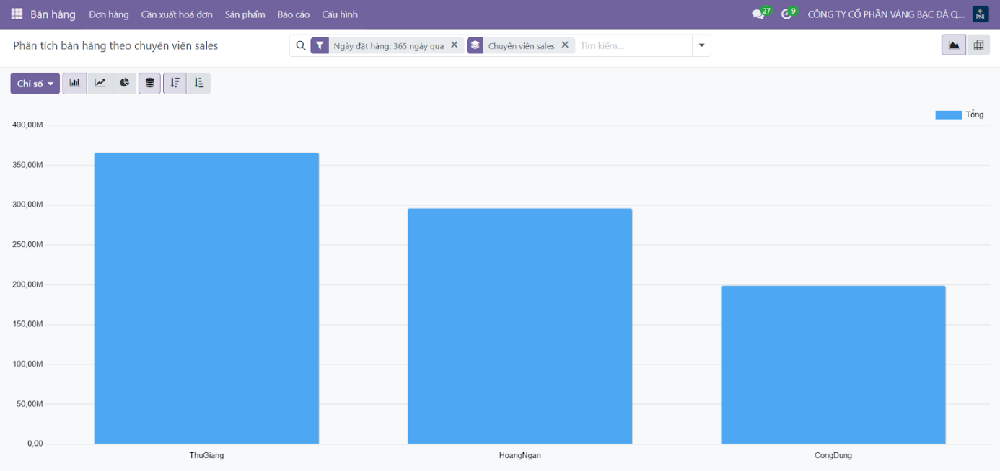 Bán hàng Đơn hàng Cần xuất hoá đơn Sản phẩm Báo cáo Cấu hình 27 9 CÔNG TY CỔ PHẦN VÀNG BẠC ĐÁ Q...
Phân tích bán hàng theo chuyên viên sales Ngày đặt hàng: 365 ngày qua Chuyên viên sales Tìm kiếm...
Chỉ số
Tổng
400,00M
350,00M
300,00M
250,00M
200,00M
150,00M
100,00M
50,00M
0,00
ThuGiang HoangNgan CongDung